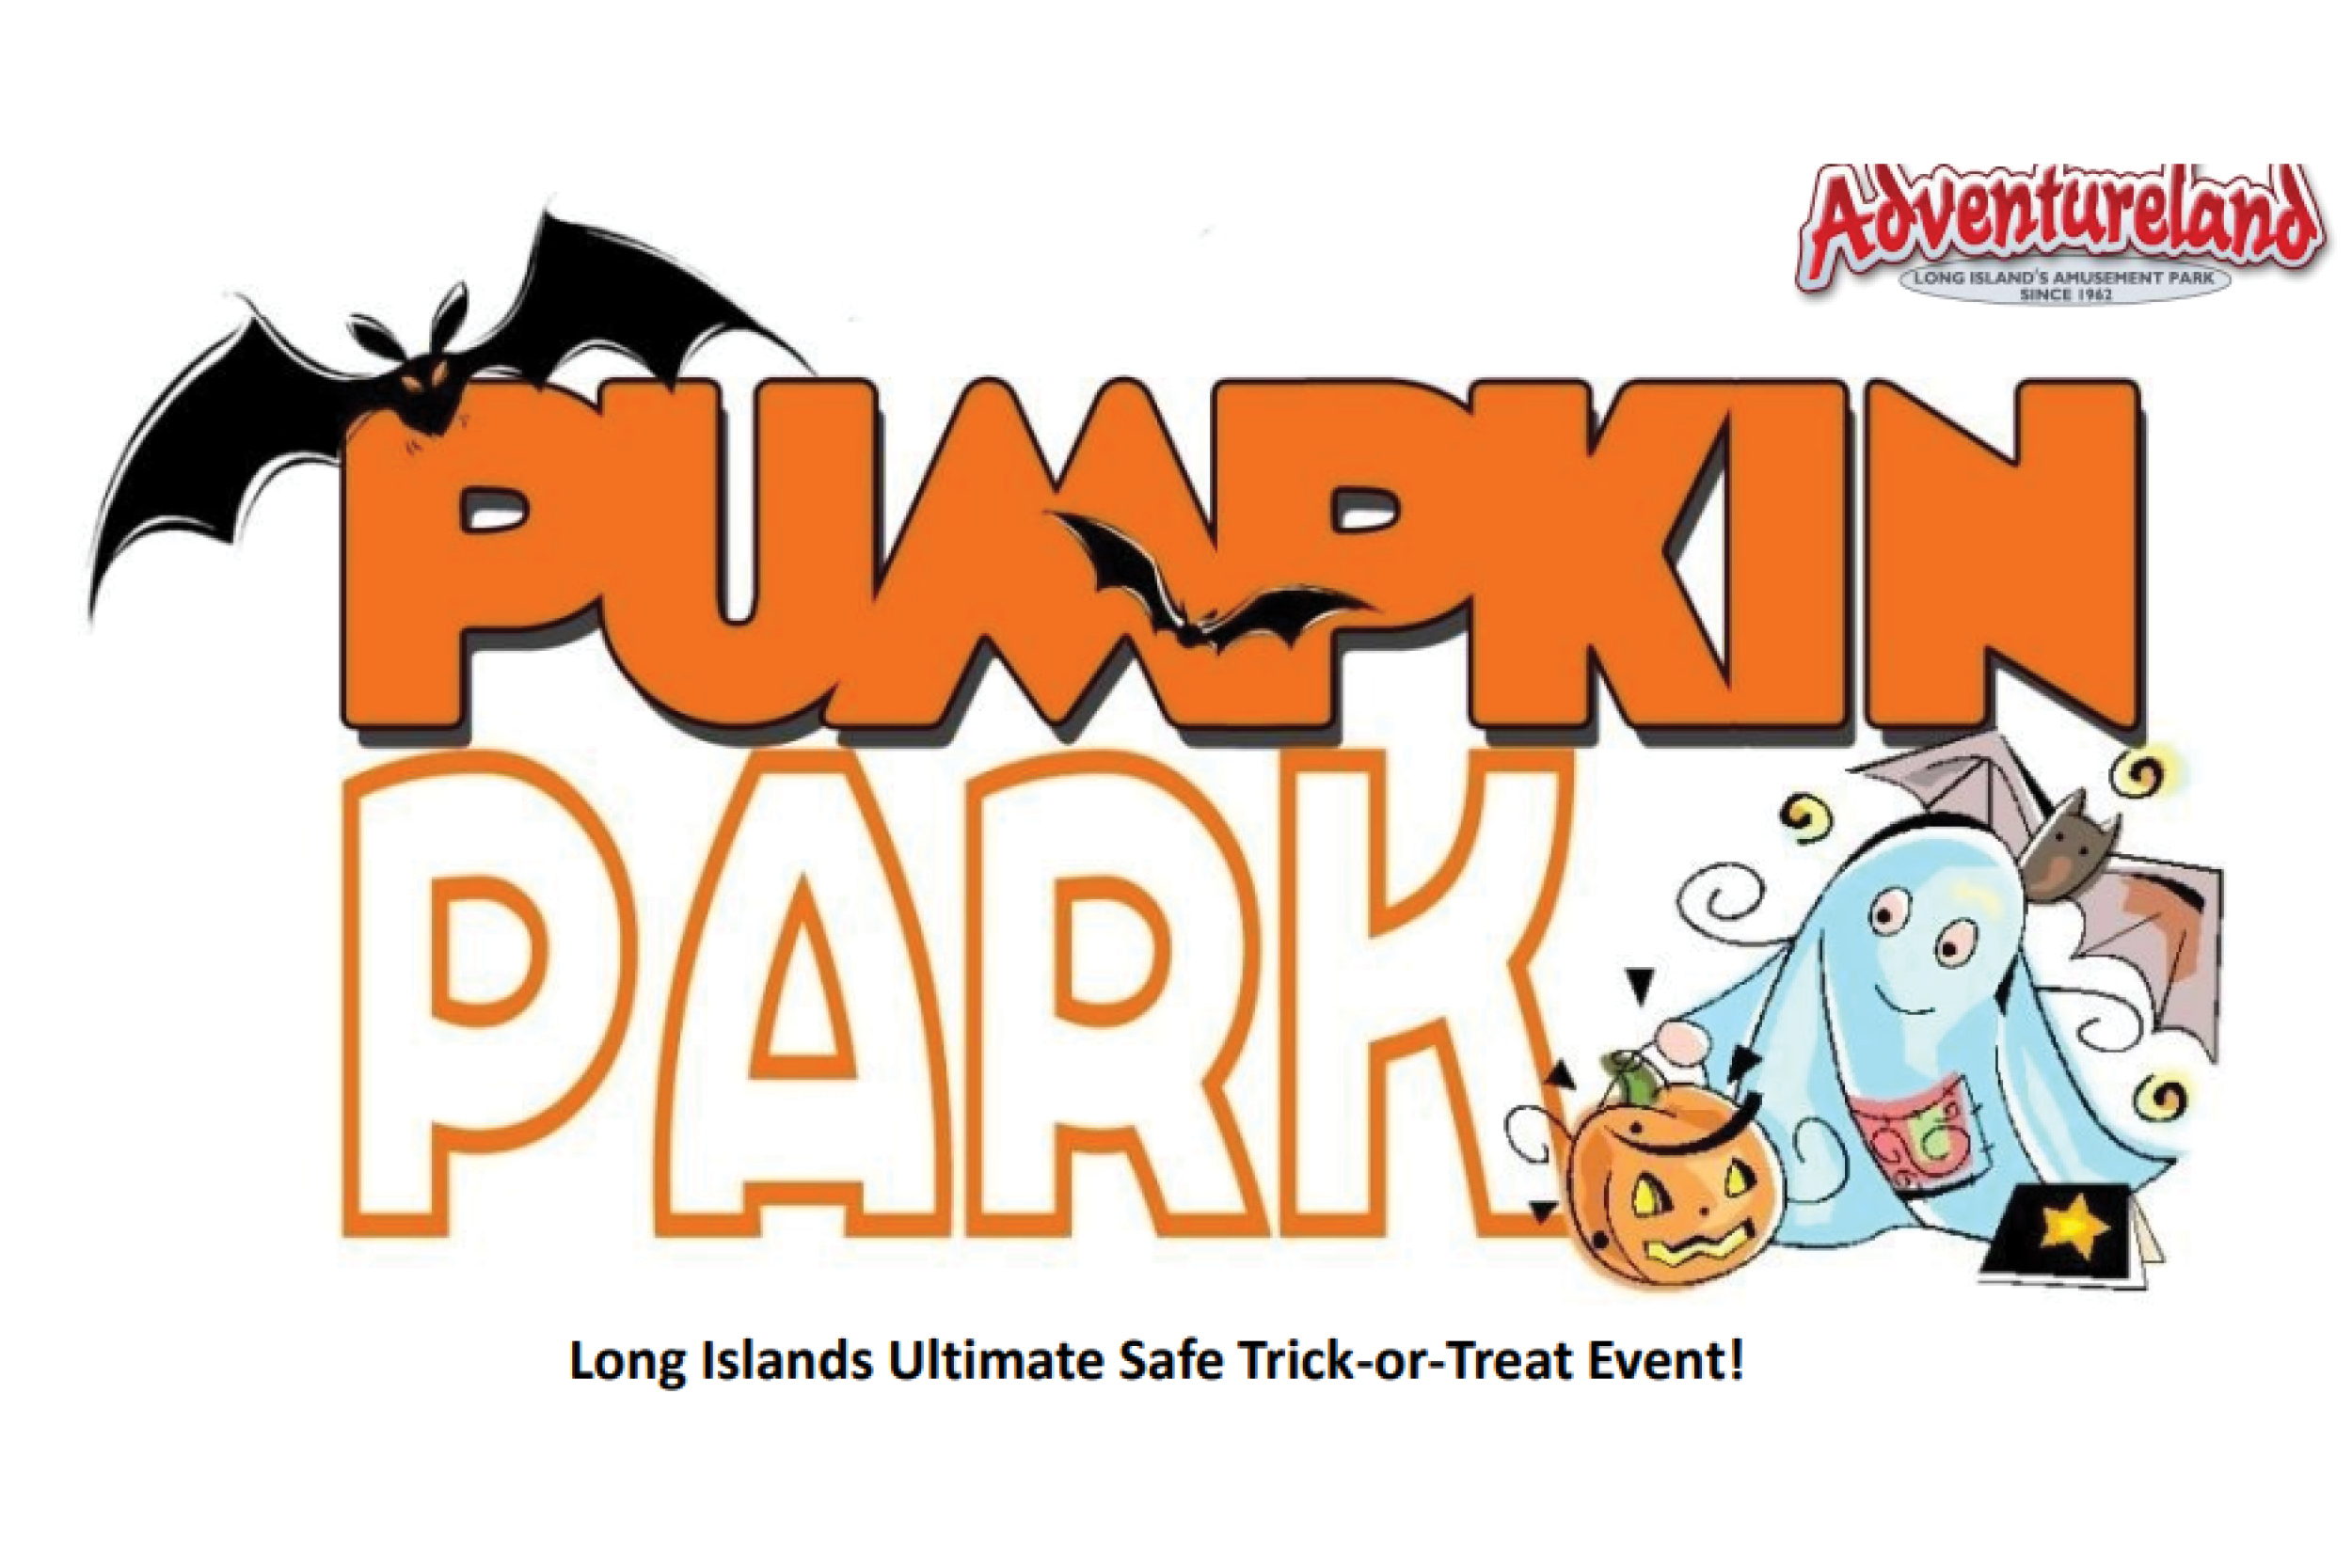 Adventureland
LONG ISLAND'S AMUSEMENT PARK
SINCE 1962
PUMPKIN
PARK
Long Islands Ultimate Safe Trick-or-Treat Event!